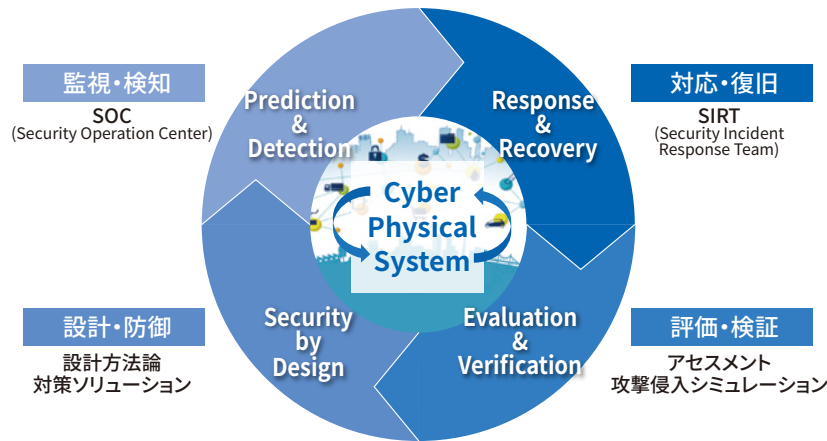 監視・検知
SOC
(Security Operation Center)
Prediction
&
Detection
Response
&
Recovery
対応・復旧
SIRT
(Security Incident
Response Team)
Cyber
Physical
System
設計・防御
設計方法論
対策ソリューション
Security
by
Design
Evaluation
&
Verification
評価・検証
アセスメント
攻撃侵入シミュレーション